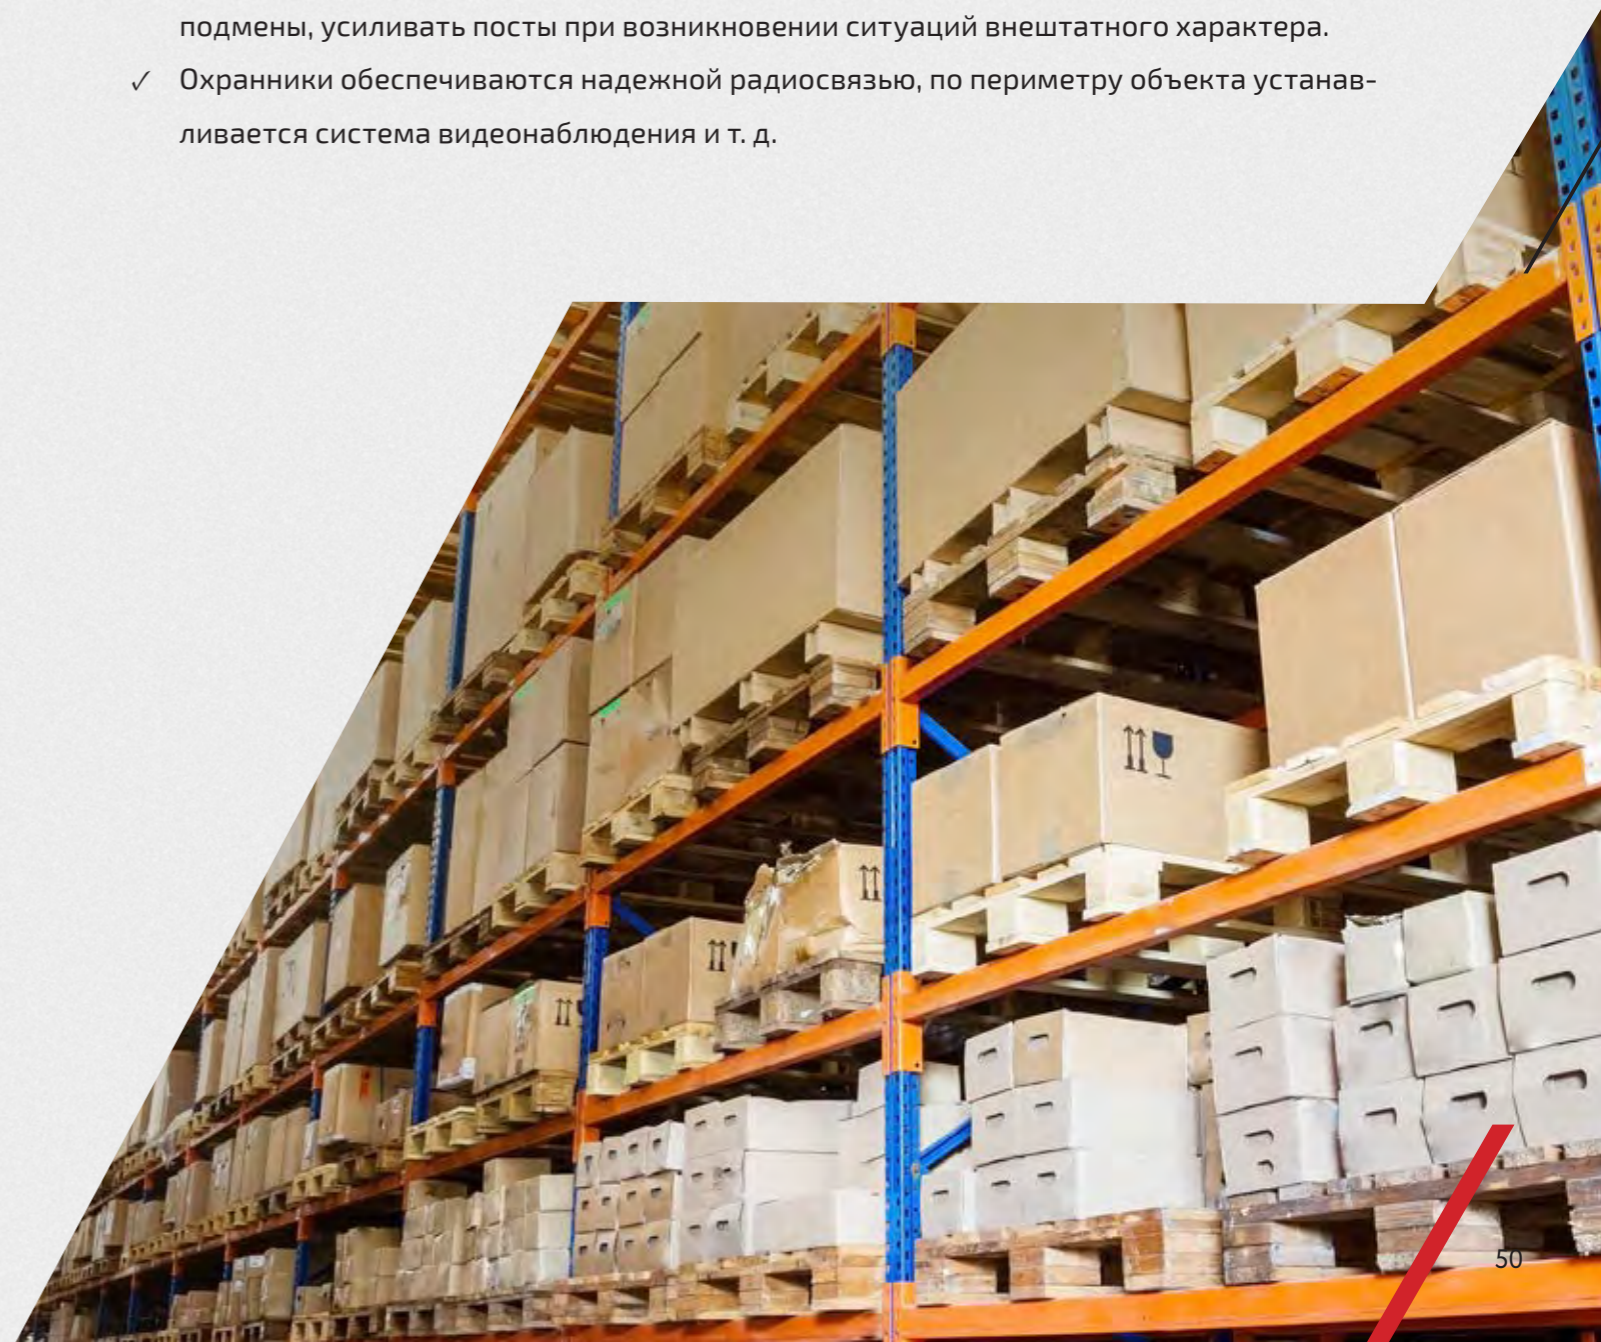 подмены, усиливать посты при возникновении ситуаций внештатного характера.
✓ Охранники обеспечиваются надежной радиосвязью, по периметру объекта устанав-
ливается система видеонаблюдения и т. д.
50